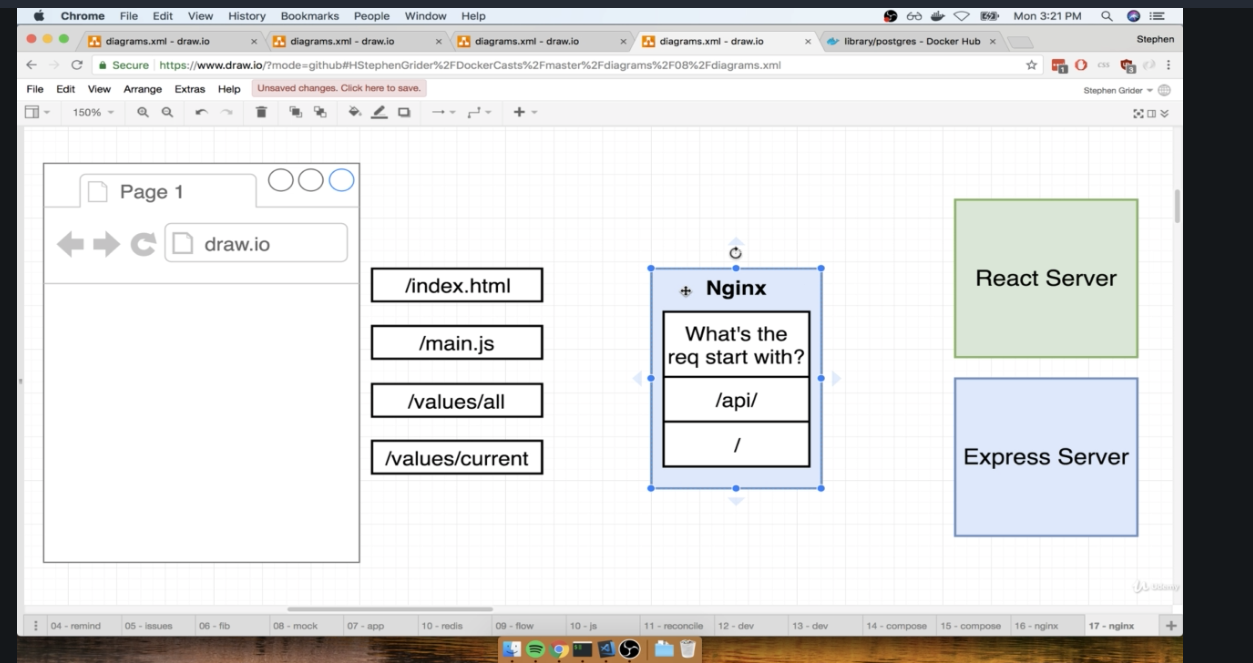 Chrome File Edit View History Bookmarks People Window Help
Mon 3:21 PM
diagrams.xml - draw.io
diagrams.xml - draw.io
diagrams.xml - draw.io
diagrams.xml - draw.io
library/postgres - Docker Hub
Stephen
Secure https://www.draw.io/?mode=github#HStephenGrider%2FDockerCasts%2Fmaster%2Fdiagrams%2F08%2Fdiagrams.xml
File Edit View Arrange Extras Help Unsaved changes. Click here to save.
Stephen Grider
150%
Page 1
draw.io
/index.html
/main.js
/values/all
/values/current
Nginx
What's the
req start with?
/api/
/
React Server
Express Server
04 - remind 05 - issues 06 - fib 08 - mock 07 - app 10 - redis 09 - flow 10 - js 11 - reconcile 12 - dev 13 - dev 14 - compose 15 - compose 16 - nginx 17 - nginx